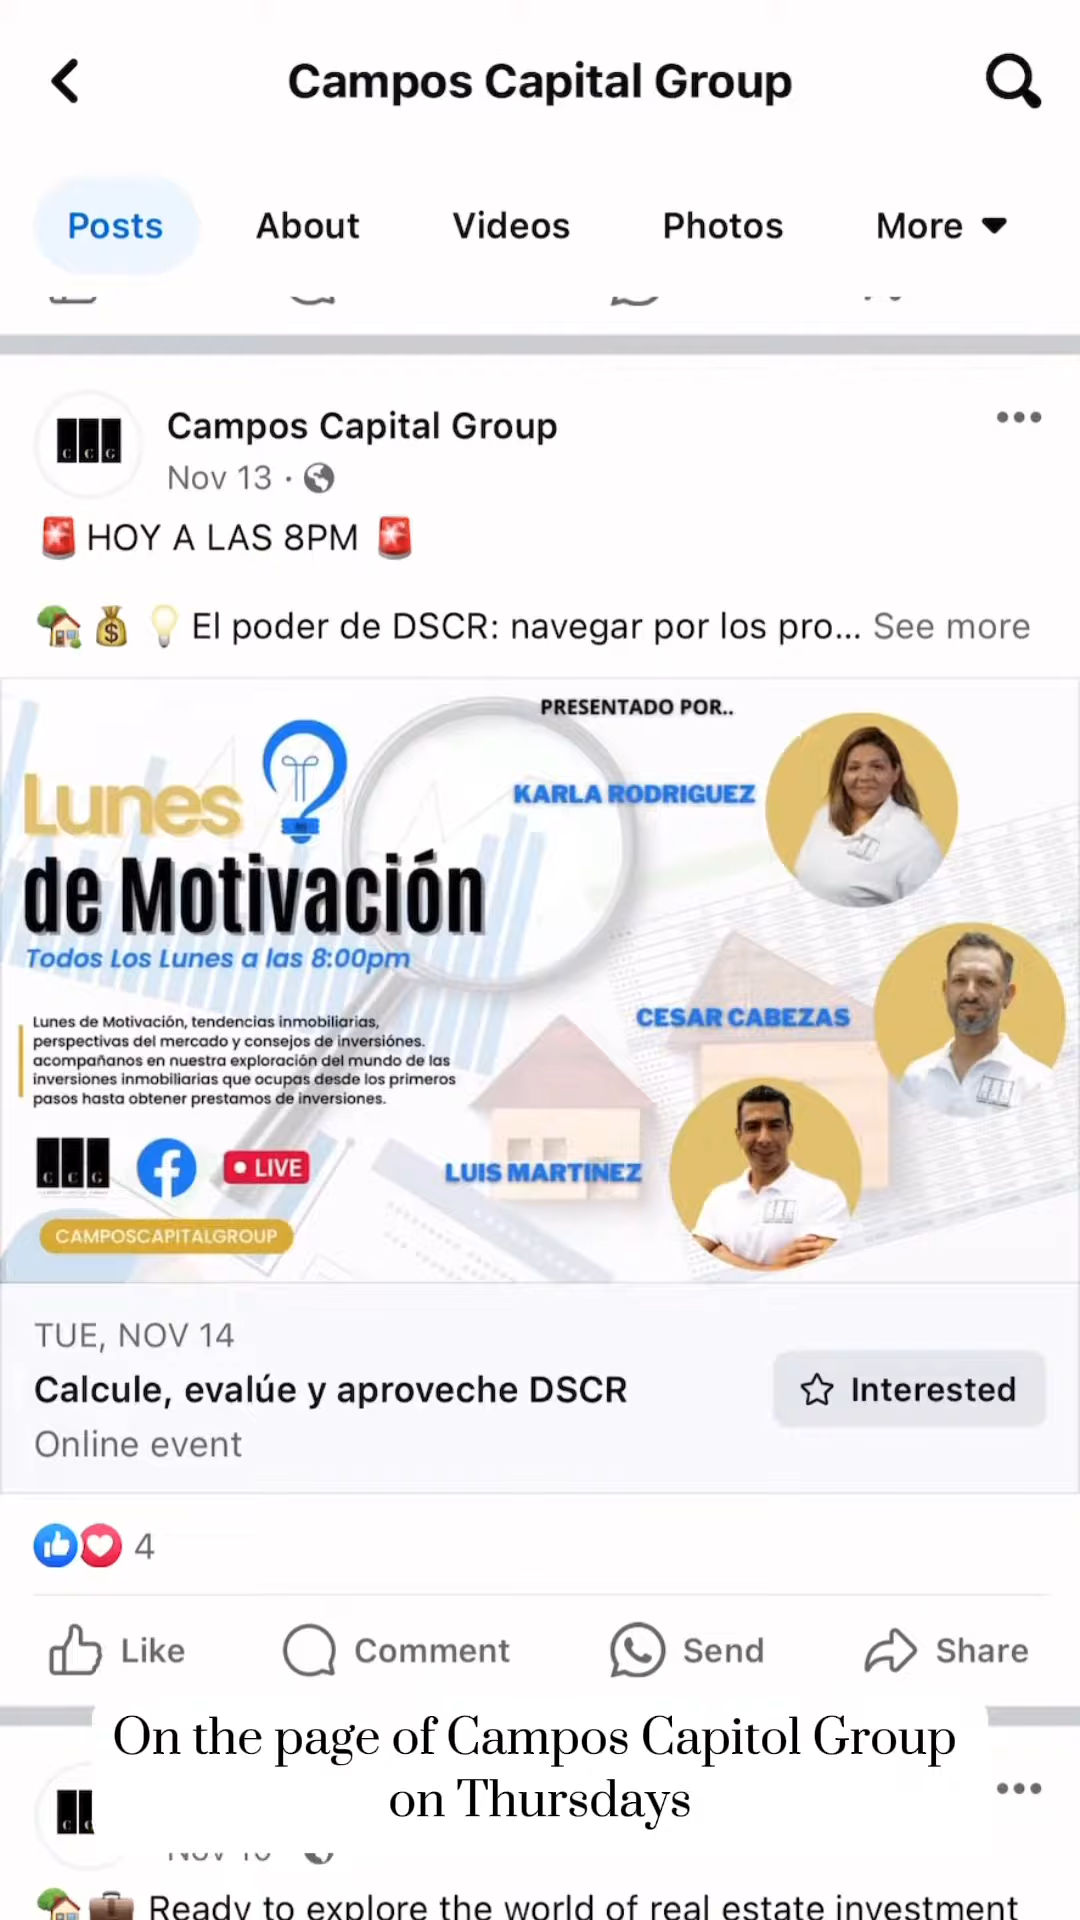 Campos Capital Group
Posts About Videos Photos More
Campos Capital Group
Nov 13 ·
HOY A LAS 8PM
El poder de DSCR: navegar por los pro... See more
PRESENTADO POR..
KARLA RODRIGUEZ
Lunes
de Motivación
Todos Los Lunes a las 8:00pm
CESAR CABEZAS
Lunes de Motivación, tendencias inmobiliarias,
perspectivas del mercado y consejos de inversiónes.
acompañanos en nuestra exploración del mundo de las
inversiones inmobiliarias que ocupas desde los primeros
pasos hasta obtener prestamos de inversiones.
C C G
LIVE
LUIS MARTINEZ
CAMPOSCAPITALGROUP
TUE, NOV 14
Calcule, evalúe y aproveche DSCR
Interested
Online event
4
Like Comment Send Share
On the page of Campos Capitol Group
on Thursdays
Ready to explore the world of real estate investment